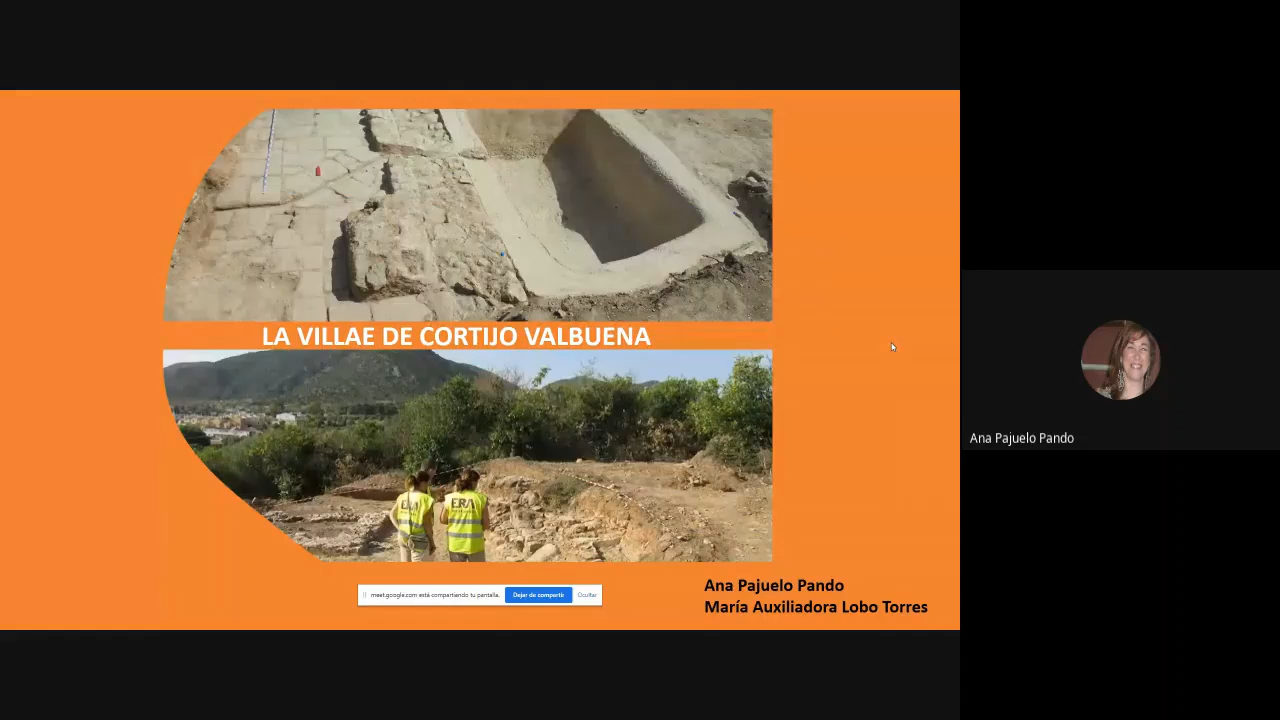 LA VILLAE DE CORTIJO VALBUENA
ERA
meet.google.com está compartiendo tu pantalla.
Dejar de compartir
Ocultar
Ana Pajuelo Pando
María Auxiliadora Lobo Torres
Ana Pajuelo Pando